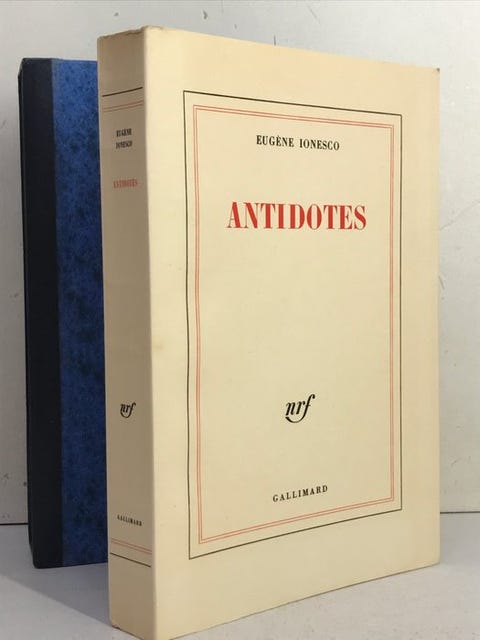 EUGÈNE
IONESCO
ANTIDOTES
nrf
GALLIMARD
EUGÈNE IONESCO
ANTIDOTES
nrf
GALLIMARD